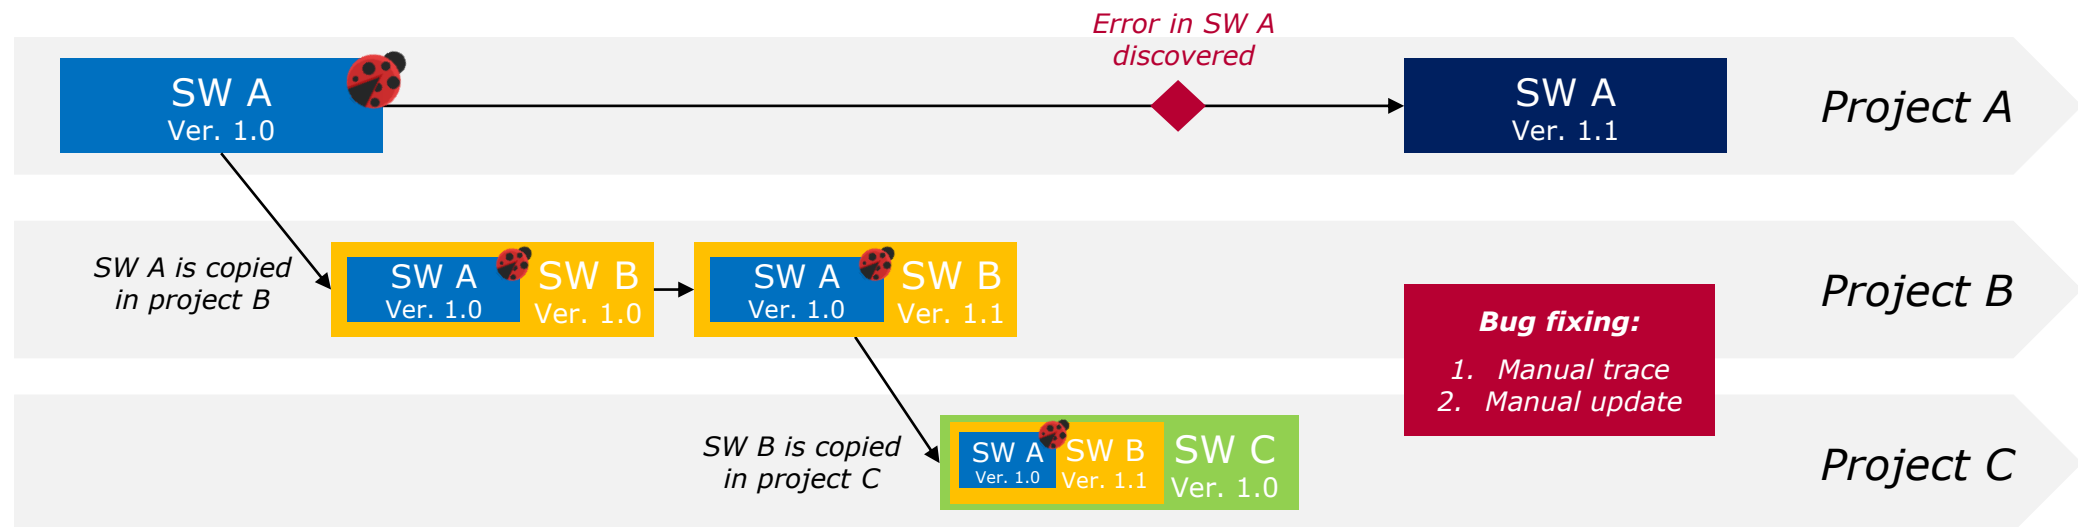 Error in SW A
discovered
SW A
Ver. 1.0
SW A
Ver. 1.1
Project A
SW A is copied
in project B
SW A
Ver. 1.0
SW B
Ver. 1.0
SW A
Ver. 1.0
SW B
Ver. 1.1
Bug fixing:
1. Manual trace
2. Manual update
Project B
SW B is copied
in project C
SW A
Ver. 1.0
SW B
Ver. 1.1
SW C
Ver. 1.0
Project C